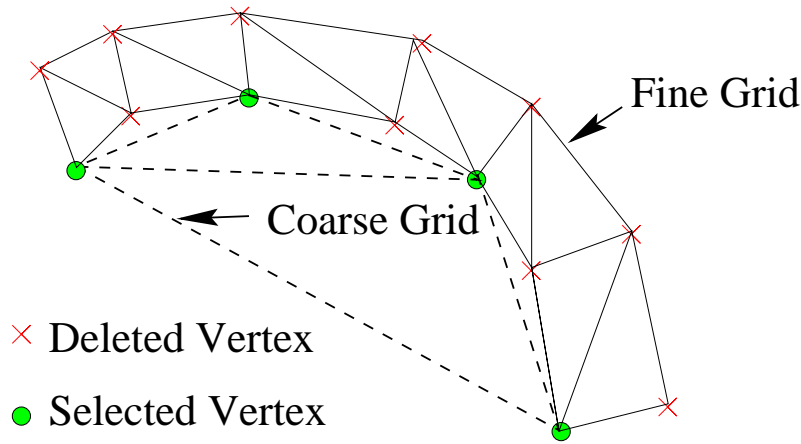 Fine Grid
Coarse Grid
Deleted Vertex
Selected Vertex